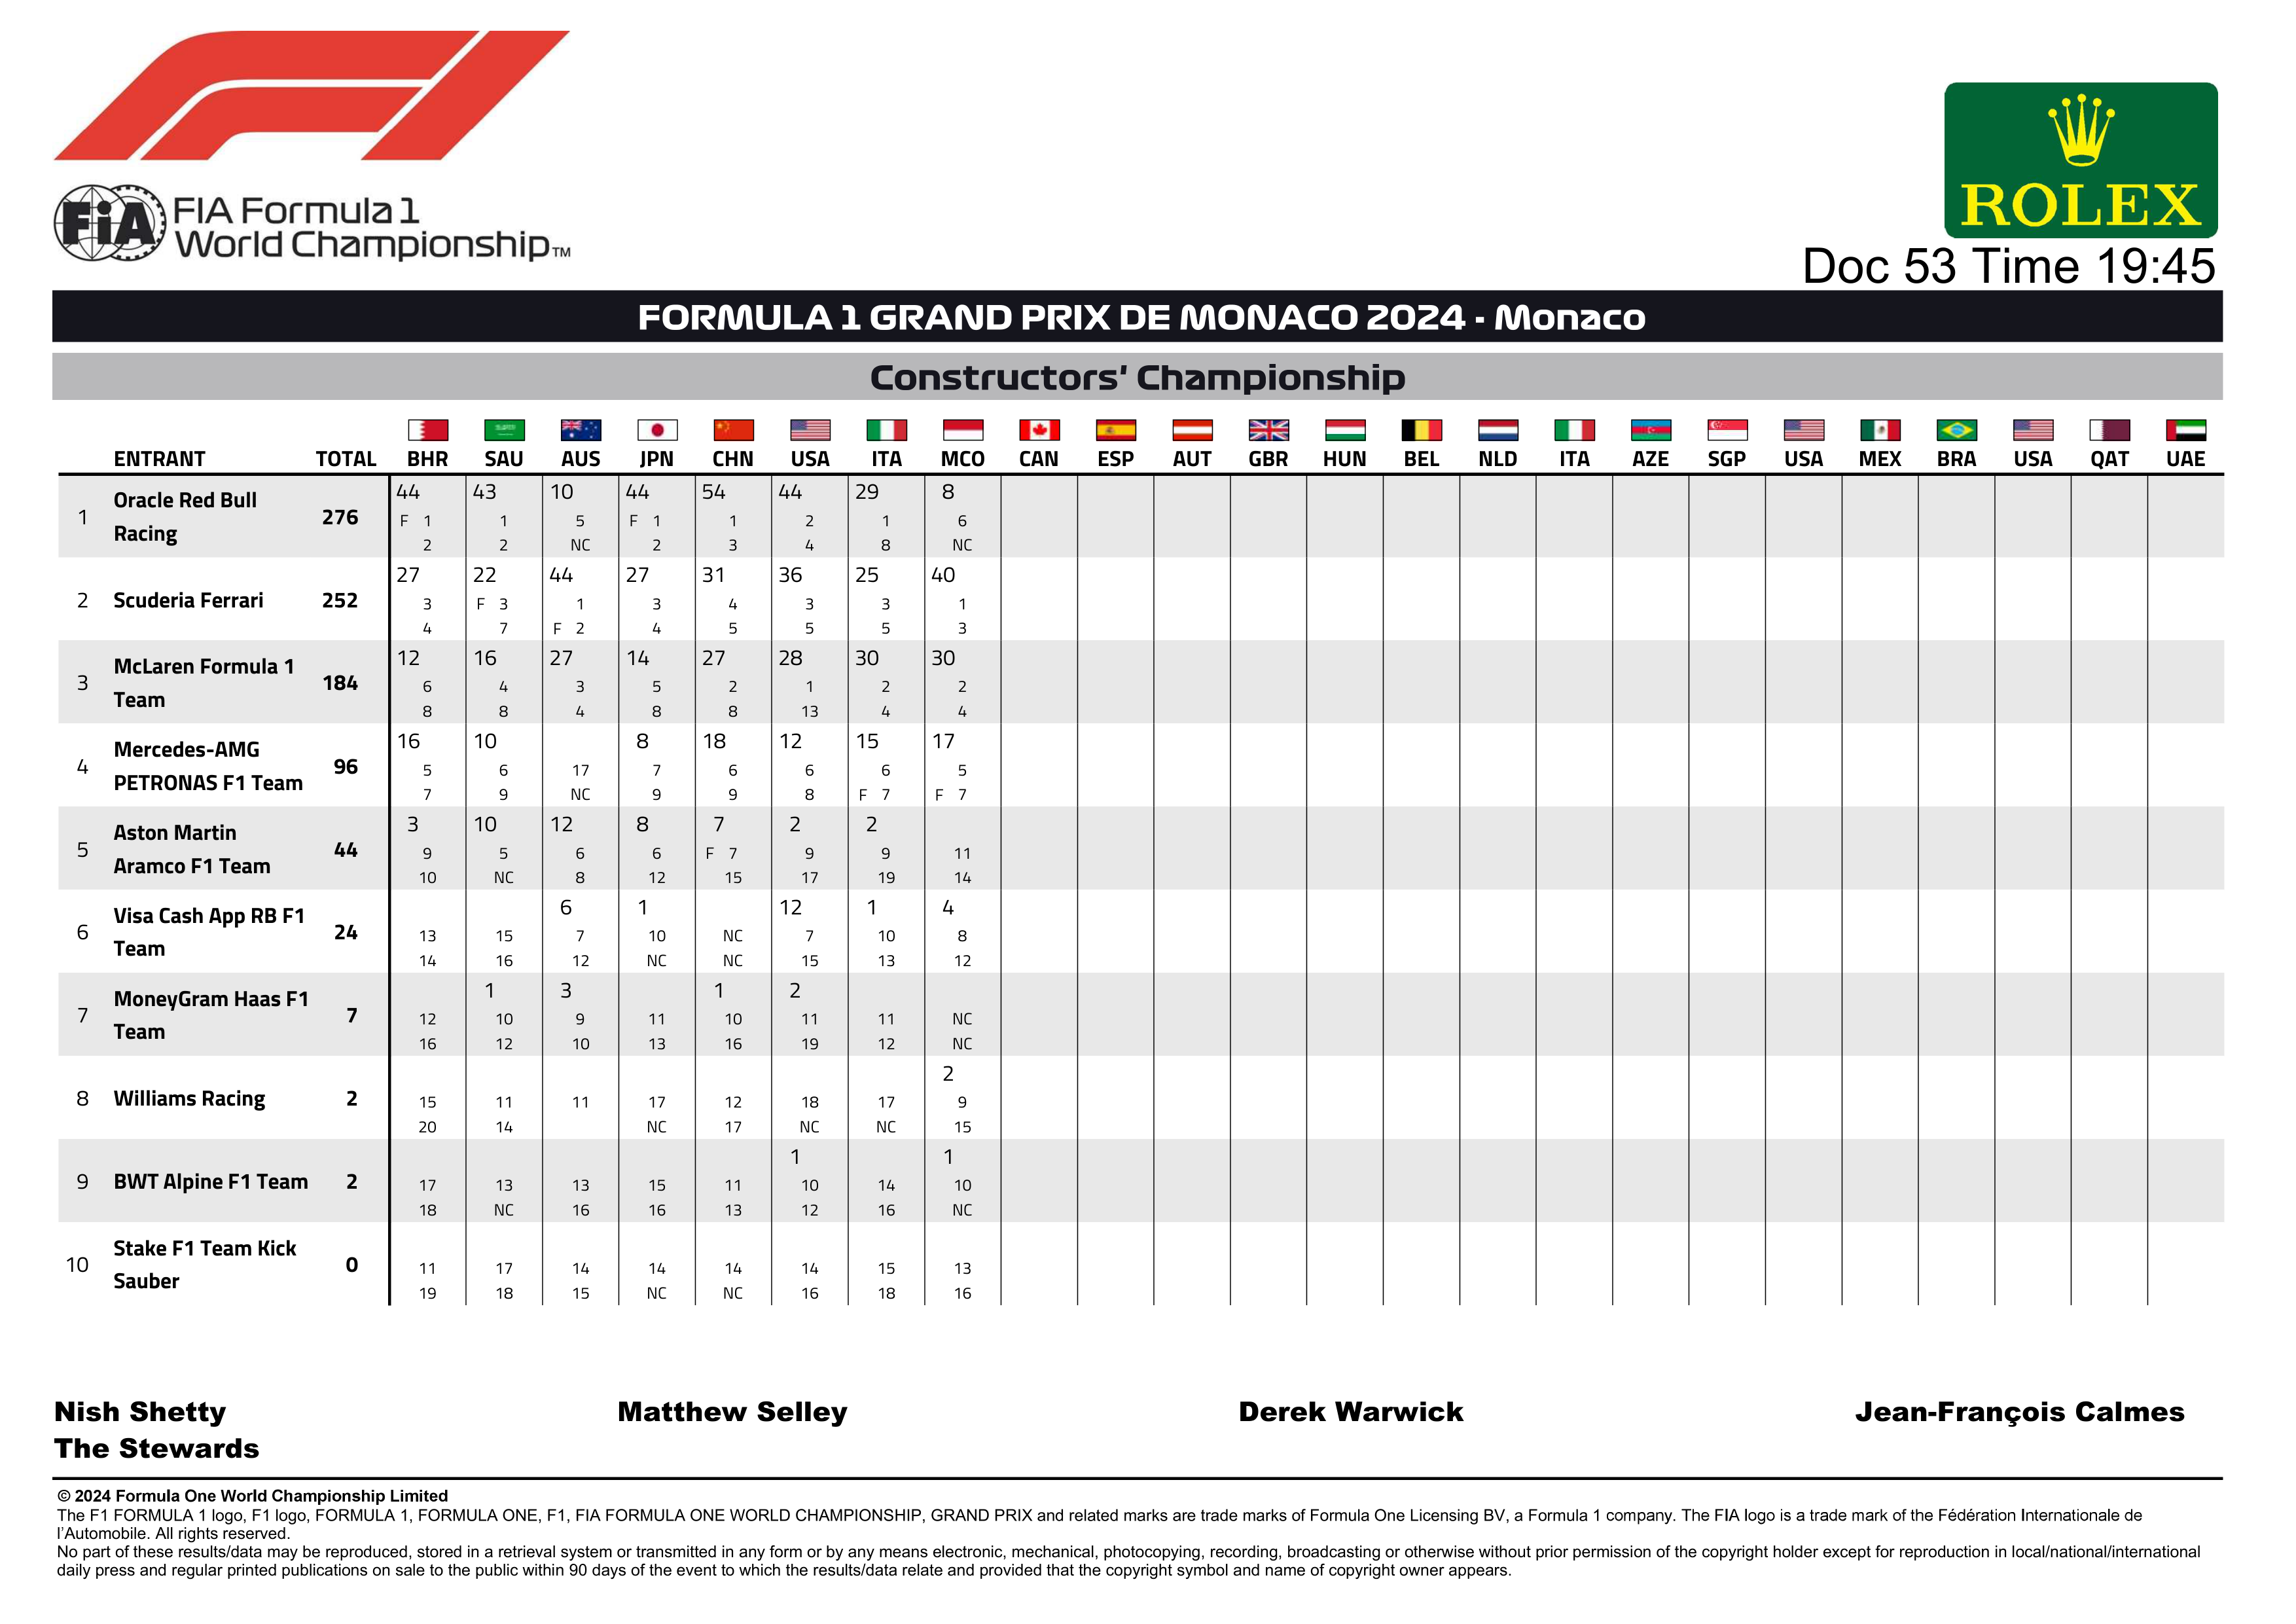 FIA Formula 1
World Championship™
ROLEX
Doc 53 Time 19:45
FORMULA 1 GRAND PRIX DE MONACO 2024 - Monaco
Constructors' Championship
ENTRANT TOTAL BHR SAU AUS JPN CHN USA ITA MCO CAN ESP AUT GBR HUN BEL NLD ITA AZE SGP USA MEX BRA USA QAT UAE
44 43 10 44 54 44 29 8
Oracle Red Bull
1 276 F 1 1 5 F 1 1 2 1 6
Racing
2 2 NC 2 3 4 8 NC
27 22 44 27 31 36 25 40
2 Scuderia Ferrari 252 3 F 3 1 3 4 3 3 1
4 7 F 2 4 5 5 5 3
12 16 27 14 27 28 30 30
McLaren Formula 1
3 184 6 4 3 5 2 1 2 2
Team
8 8 4 8 8 13 4 4
16 10 8 18 12 15 17
Mercedes-AMG
4 96 5 6 17 7 6 6 6 5
PETRONAS F1 Team
7 9 NC 9 9 8 F 7 F 7
3 10 12 8 7 2 2
Aston Martin
5 44 9 5 6 6 F 7 9 9 11
Aramco F1 Team
10 NC 8 12 15 17 19 14
6 1 12 1 4
Visa Cash App RB F1
6 24 13 15 7 10 NC 7 10 8
Team
14 16 12 NC NC 15 13 12
1 3 1 2
MoneyGram Haas F1
7 7 12 10 9 11 10 11 11 NC
Team
16 12 10 13 16 19 12 NC
2
8 Williams Racing 2 15 11 11 17 12 18 17 9
20 14 NC 17 NC NC 15
1 1
9 BWT Alpine F1 Team 2 17 13 13 15 11 10 14 10
18 NC 16 16 13 12 16 NC
Stake F1 Team Kick
10 0 11 17 14 14 14 14 15 13
Sauber
19 18 15 NC NC 16 18 16
Nish Shetty Matthew Selley Derek Warwick Jean-François Calmes
The Stewards
© 2024 Formula One World Championship Limited
The F1 FORMULA 1 logo, F1 logo, FORMULA 1, FORMULA ONE, F1, FIA FORMULA ONE WORLD CHAMPIONSHIP, GRAND PRIX and related marks are trade marks of Formula One Licensing BV, a Formula 1 company. The FIA logo is a trade mark of the Fédération Internationale de
l'Automobile. All rights reserved.
No part of these results/data may be reproduced, stored in a retrieval system or transmitted in any form or by any means electronic, mechanical, photocopying, recording, broadcasting or otherwise without prior permission of the copyright holder except for reproduction in local/national/international
daily press and regular printed publications on sale to the public within 90 days of the event to which the results/data relate and provided that the copyright symbol and name of copyright owner appears.